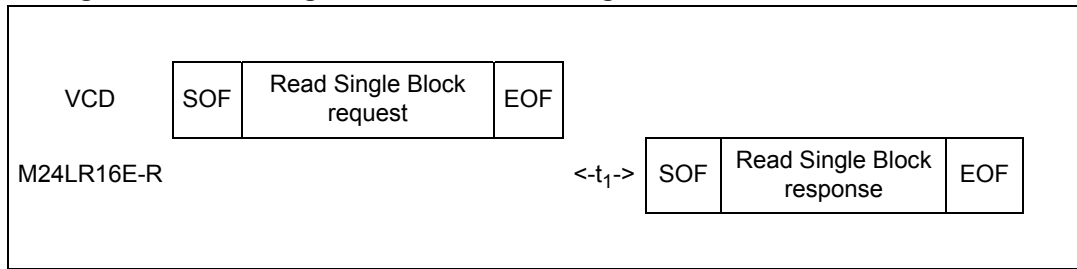 VCD SOF Read Single Block request EOF
M24LR16E-R <-t₁-> SOF Read Single Block response EOF